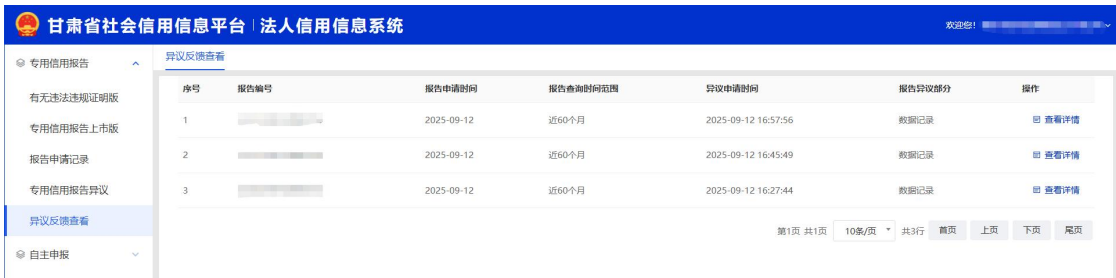 甘肃省社会信用信息平台 | 法人信用信息系统
欢迎您！
专用信用报告
有无违法违规证明版
专用信用报告上市版
报告申请记录
专用信用报告异议
异议反馈查看
自主申报
异议反馈查看
序号 报告编号 报告申请时间 报告查询时间范围 异议申请时间 报告异议部分 操作
1 2025-09-12 近60个月 2025-09-12 16:57:56 数据记录 查看详情
2 2025-09-12 近60个月 2025-09-12 16:45:49 数据记录 查看详情
3 2025-09-12 近60个月 2025-09-12 16:27:44 数据记录 查看详情
第1页 共1页 10条/页 共3行 首页 上页 下页 尾页